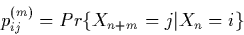 p_{ij}^{(m)} = Pr\{X_{n+m} = j|X_n = i\}